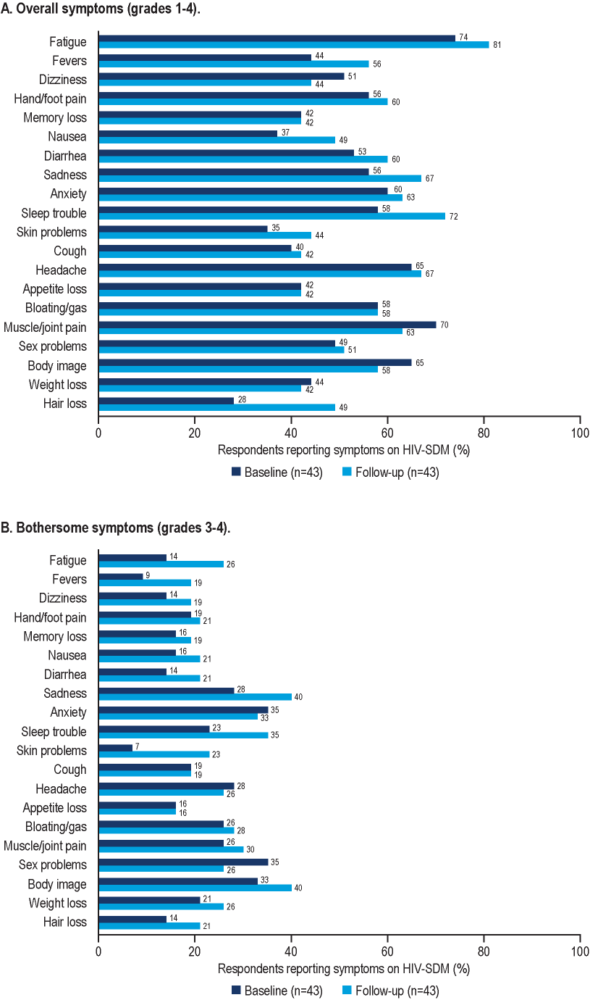 A. Overall symptoms (grades 1-4).
Fatigue 74 81
Fevers 44 56
Dizziness 51 44
Hand/foot pain 56 60
Memory loss 42 42
Nausea 37 49
Diarrhea 53 60
Sadness 56 67
Anxiety 60 63
Sleep trouble 58 72
Skin problems 35 44
Cough 40 42
Headache 65 67
Appetite loss 42 42
Bloating/gas 58 58
Muscle/joint pain 70 63
Sex problems 49 51
Body image 65 58
Weight loss 44 42
Hair loss 28 49
0 20 40 60 80 100
Respondents reporting symptoms on HIV-SDM (%)
Baseline (n=43) Follow-up (n=43)
B. Bothersome symptoms (grades 3-4).
Fatigue 14 26
Fevers 9 19
Dizziness 14 19
Hand/foot pain 19 21
Memory loss 16 19
Nausea 16 21
Diarrhea 14 21
Sadness 28 40
Anxiety 35 33
Sleep trouble 23 35
Skin problems 7 23
Cough 19 19
Headache 28 26
Appetite loss 16 16
Bloating/gas 26 28
Muscle/joint pain 26 30
Sex problems 35 26
Body image 33 40
Weight loss 21 26
Hair loss 14 21
0 20 40 60 80 100
Respondents reporting symptoms on HIV-SDM (%)
Baseline (n=43) Follow-up (n=43)